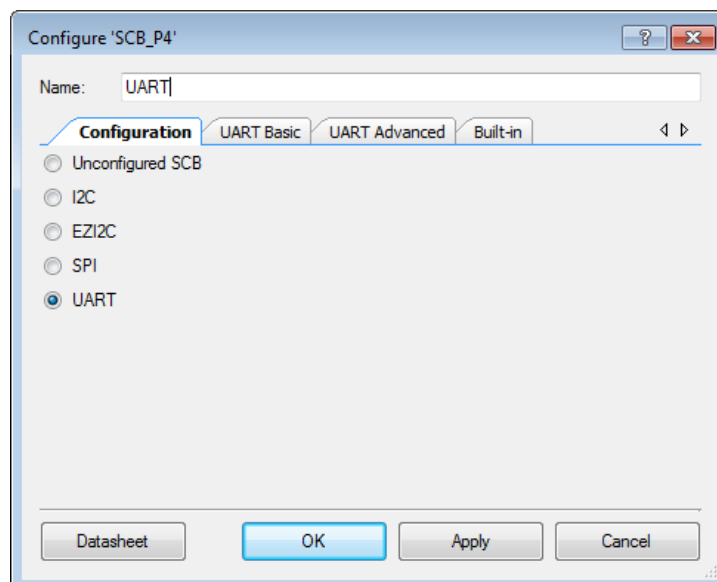 Configure 'SCB_P4'
Name: UART
Configuration UART Basic UART Advanced Built-in
Unconfigured SCB
I2C
EZI2C
SPI
UART
Datasheet OK Apply Cancel